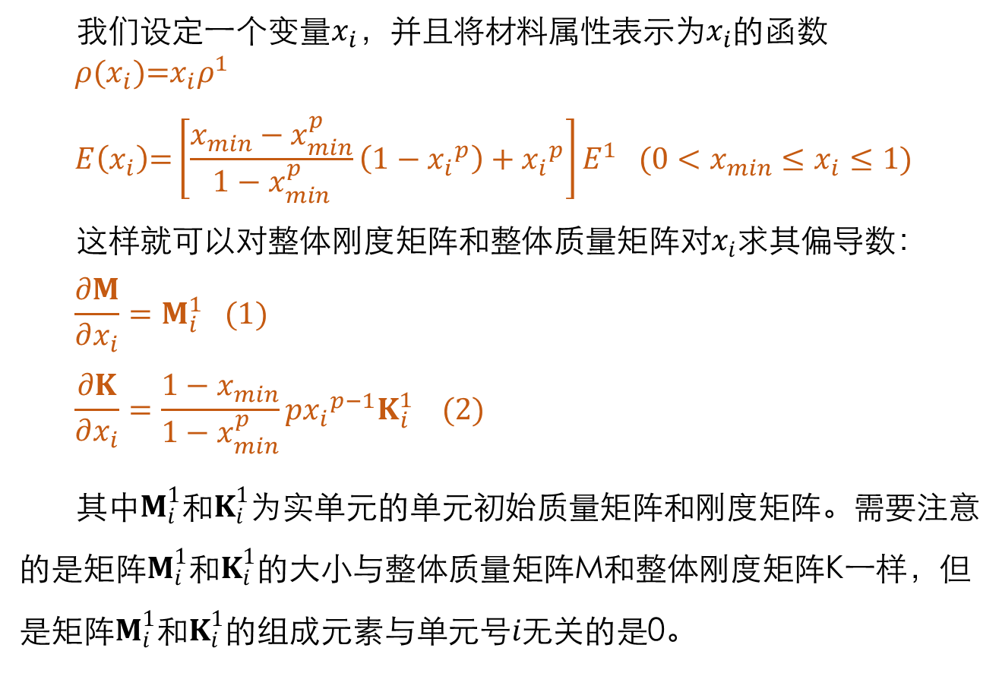 我们设定一个变量$x_i$，并且将材料属性表示为$x_i$的函数
$\rho(x_i)=x_i\rho^1$
$E(x_i)=\left[\frac{x_{min}-x_{min}^p}{1-x_{min}^p}(1-{x_i}^p)+{x_i}^p\right]E^1\ \ (0<x_{min}\leq x_i\leq 1)$
这样就可以对整体刚度矩阵和整体质量矩阵对$x_i$求其偏导数：
$\frac{\partial \mathbf{M}}{\partial x_i}=\mathbf{M}_i^1\ \ (1)$
$\frac{\partial \mathbf{K}}{\partial x_i}=\frac{1-x_{min}}{1-x_{min}^p}p{x_i}^{p-1}\mathbf{K}_i^1\ \ (2)$
其中$\mathbf{M}_i^1$和$\mathbf{K}_i^1$为实单元的单元初始质量矩阵和刚度矩阵。需要注意
的是矩阵$\mathbf{M}_i^1$和$\mathbf{K}_i^1$的大小与整体质量矩阵M和整体刚度矩阵K一样，但
是矩阵$\mathbf{M}_i^1$和$\mathbf{K}_i^1$的组成元素与单元号$i$无关的是0。